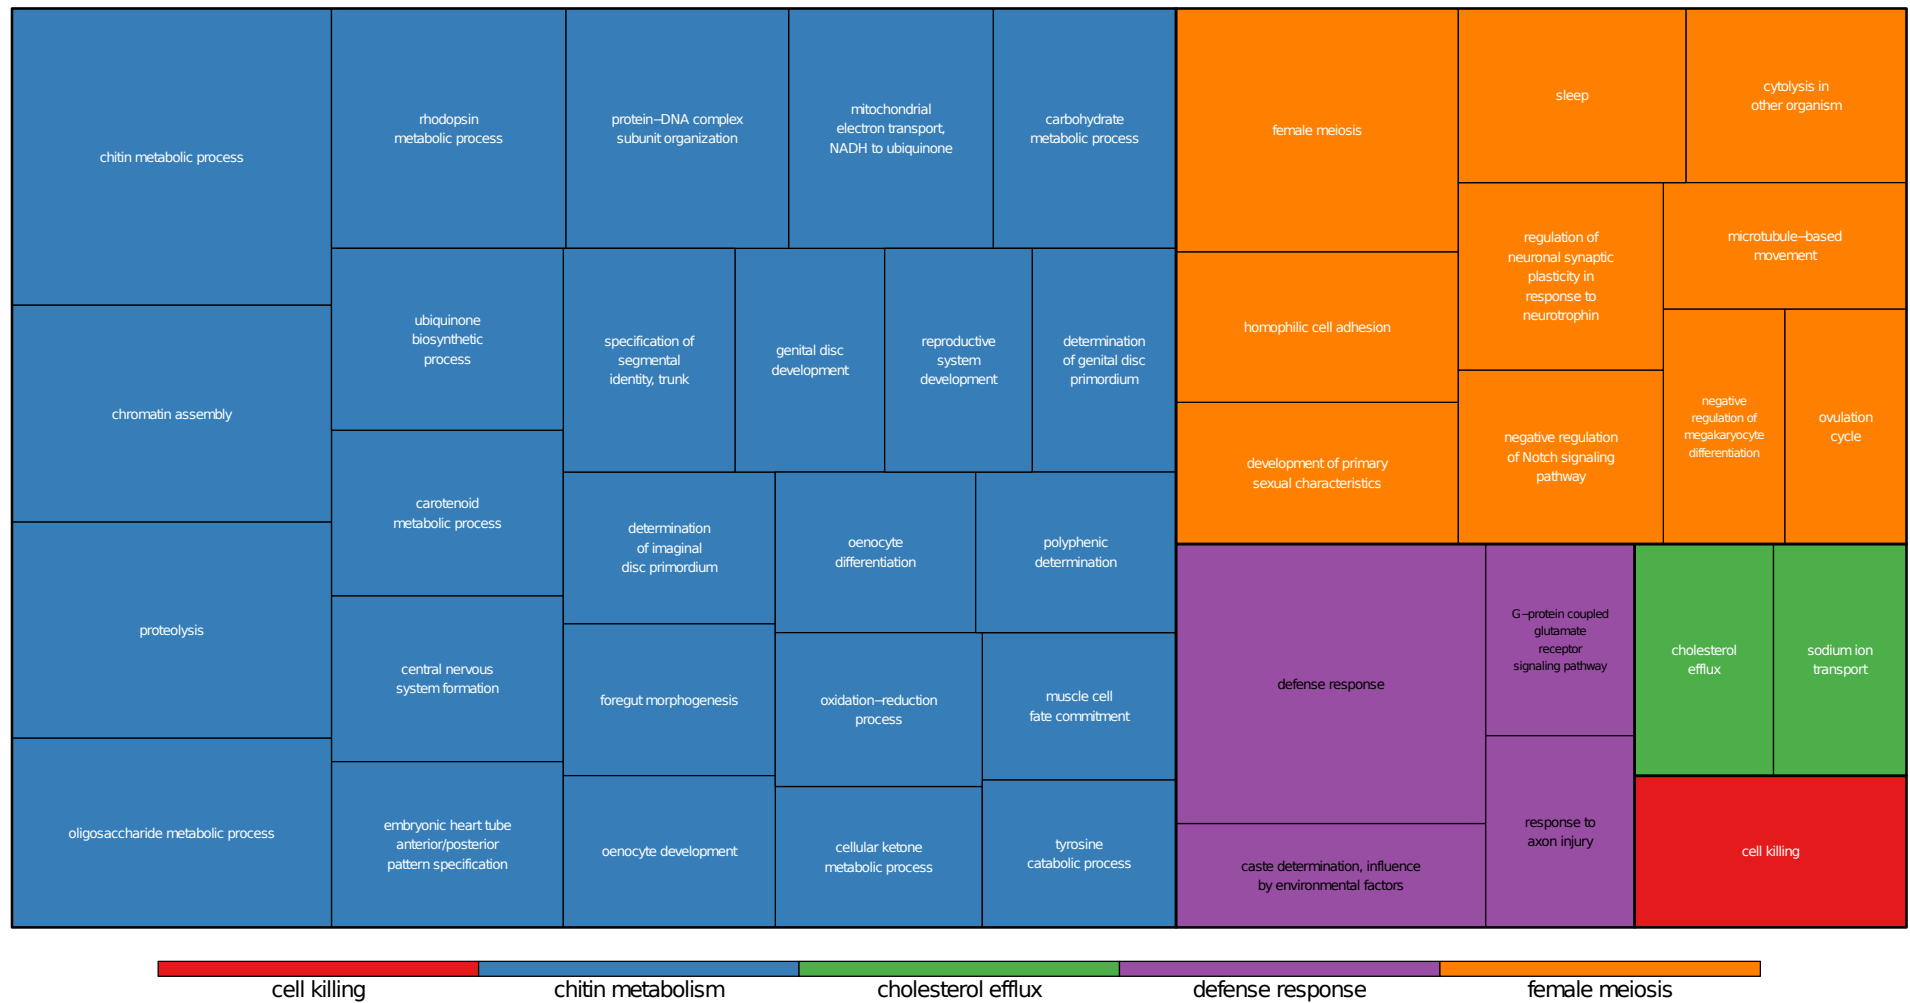 chitin metabolic process
chromatin assembly
proteolysis
oligosaccharide metabolic process
rhodopsin
metabolic process
protein−DNA complex
subunit organization
mitochondrial
electron transport,
NADH to ubiquinone
carbohydrate
metabolic process
ubiquinone
biosynthetic
process
carotenoid
metabolic process
central nervous
system formation
embryonic heart tube
anterior/posterior
pattern specification
specification of
segmental
identity, trunk
genital disc
development
reproductive
system
development
determination
of genital disc
primordium
determination
of imaginal
disc primordium
oenocyte
differentiation
polyphenic
determination
foregut morphogenesis
oxidation−reduction
process
muscle cell
fate commitment
oenocyte development
cellular ketone
metabolic process
tyrosine
catabolic process
female meiosis
homophilic cell adhesion
development of primary
sexual characteristics
sleep
cytolysis in
other organism
regulation of
neuronal synaptic
plasticity in
response to
neurotrophin
microtubule−based
movement
negative regulation
of Notch signaling
pathway
negative
regulation of
megakaryocyte
differentiation
ovulation
cycle
defense response
caste determination, influence
by environmental factors
G−protein coupled
glutamate
receptor
signaling pathway
response to
axon injury
cholesterol
efflux
sodium ion
transport
cell killing
cell killing
chitin metabolism
cholesterol efflux
defense response
female meiosis